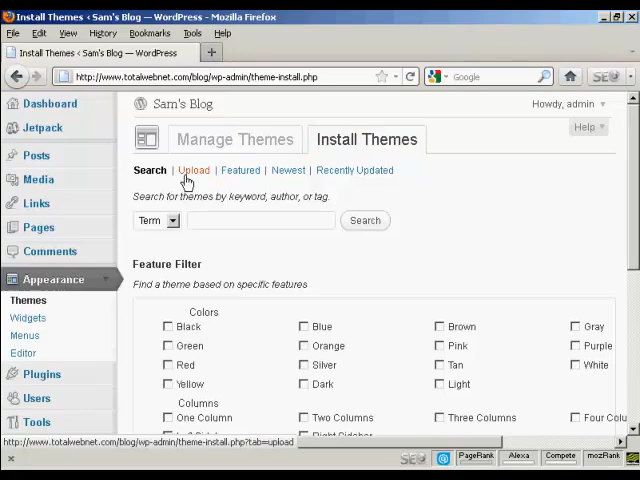 Install Themes ‹ Sam's Blog — WordPress - Mozilla Firefox
File Edit View History Bookmarks Tools Help
Install Themes ‹ Sam's Blog — WordPress
http://www.totalwebnet.com/blog/wp-admin/theme-install.php
Google
SEO
Dashboard
Jetpack
Posts
Media
Links
Pages
Comments
Appearance
Themes
Widgets
Menus
Editor
Plugins
Users
Tools
Sam's Blog
Howdy, admin
Help
Manage Themes
Install Themes
Search | Upload | Featured | Newest | Recently Updated
Search for themes by keyword, author, or tag.
Term
Search
Feature Filter
Find a theme based on specific features
Colors
Black Blue Brown Gray
Green Orange Pink Purple
Red Silver Tan White
Yellow Dark Light
Columns
One Column Two Columns Three Columns Four Colu
http://www.totalwebnet.com/blog/wp-admin/theme-install.php?tab=upload
SEO
PageRank
Alexa
Compete
mozRank